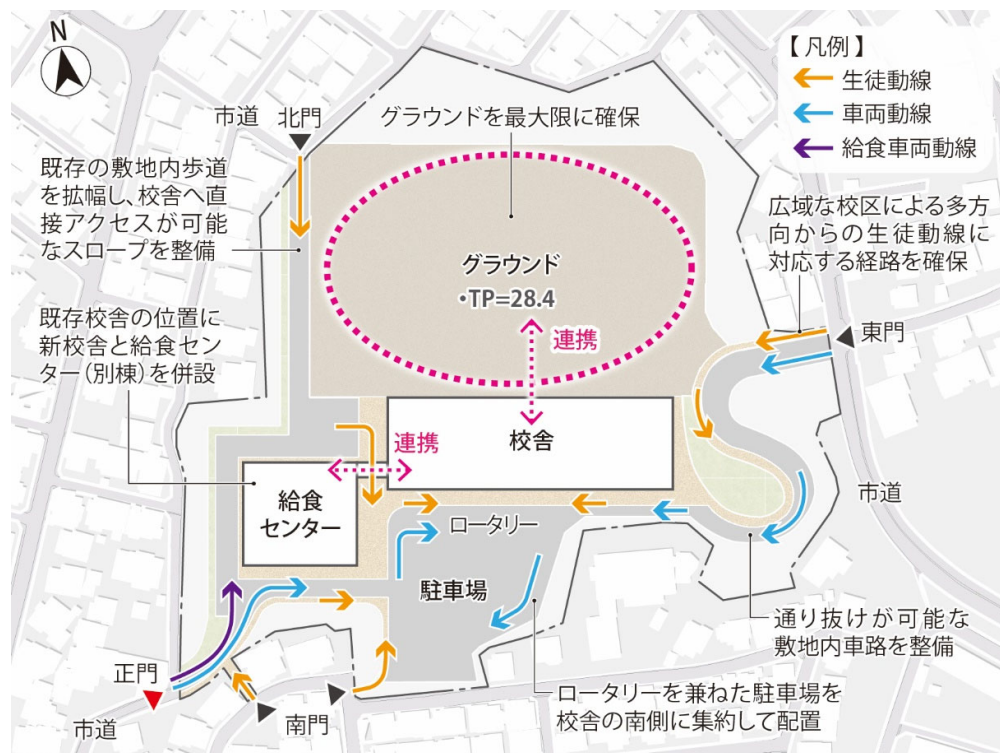 N
【凡例】
生徒動線
車両動線
給食車両動線
市道
北門
グラウンドを最大限に確保
既存の敷地内歩道
を拡幅し、校舎へ直
接アクセスが可能
なスロープを整備
広域な校区による多方
向からの生徒動線に
対応する経路を確保
グラウンド
・TP=28.4
既存校舎の位置に
新校舎と給食セン
ター(別棟)を併設
連携
東門
連携
校舎
給食
センター
ロータリー
市道
駐車場
通り抜けが可能な
敷地内車路を整備
正門
ロータリーを兼ねた駐車場を
校舎の南側に集約して配置
市道
南門